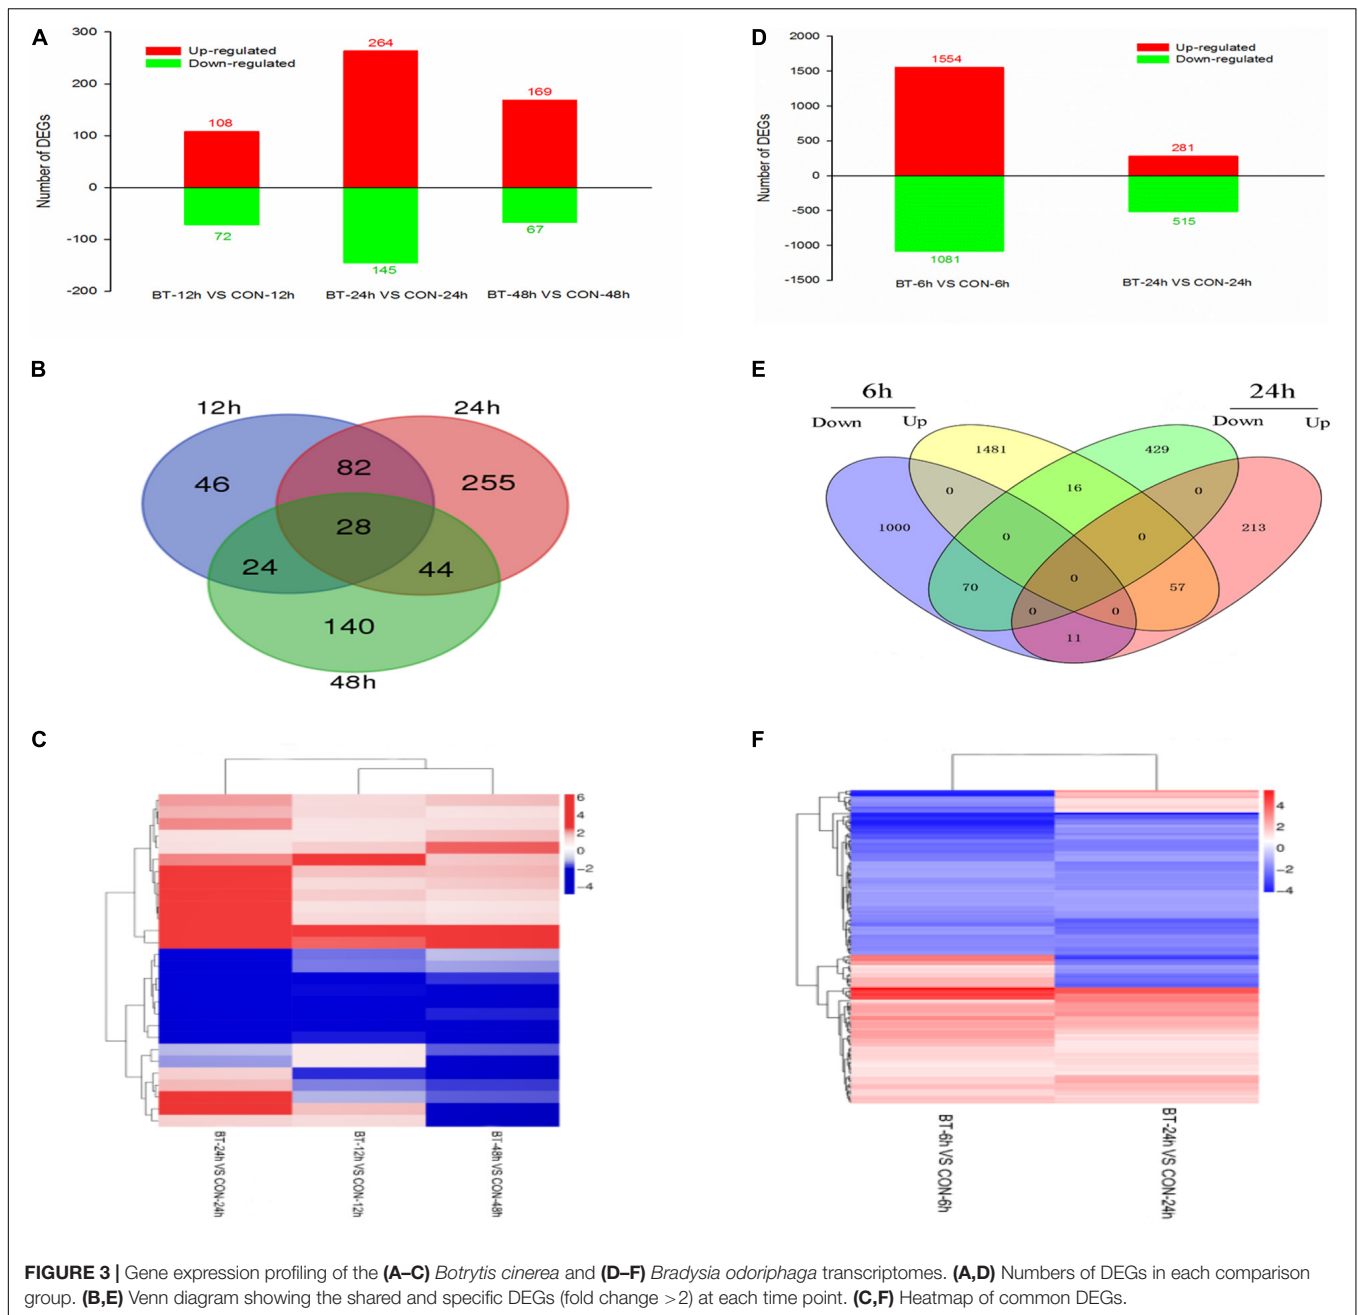 A
300
200
100
0
-100
-200
Number of DEGs
Up-regulated
Down-regulated
108
264
169
72
145
67
BT-12h VS CON-12h
BT-24h VS CON-24h
BT-48h VS CON-48h
D
2000
1500
1000
500
0
-500
-1000
-1500
Number of DEGs
Up-regulated
Down-regulated
1554
281
1081
515
BT-6h VS CON-6h
BT-24h VS CON-24h
B
12h
24h
46
82
255
28
24
44
140
48h
E
6h
24h
Down
Up
Down
Up
1481
429
0
16
0
1000
0
0
213
70
0
57
0
0
11
C
6
4
2
0
−2
−4
BT-24h VS CON-24h
BT-12h VS CON-12h
BT-48h VS CON-48h
F
4
2
0
−2
−4
BT-6h VS CON-6h
BT-24h VS CON-24h
FIGURE 3 | Gene expression profiling of the (A–C) Botrytis cinerea and (D–F) Bradysia odoriphaga transcriptomes. (A,D) Numbers of DEGs in each comparison
group. (B,E) Venn diagram showing the shared and specific DEGs (fold change >2) at each time point. (C,F) Heatmap of common DEGs.